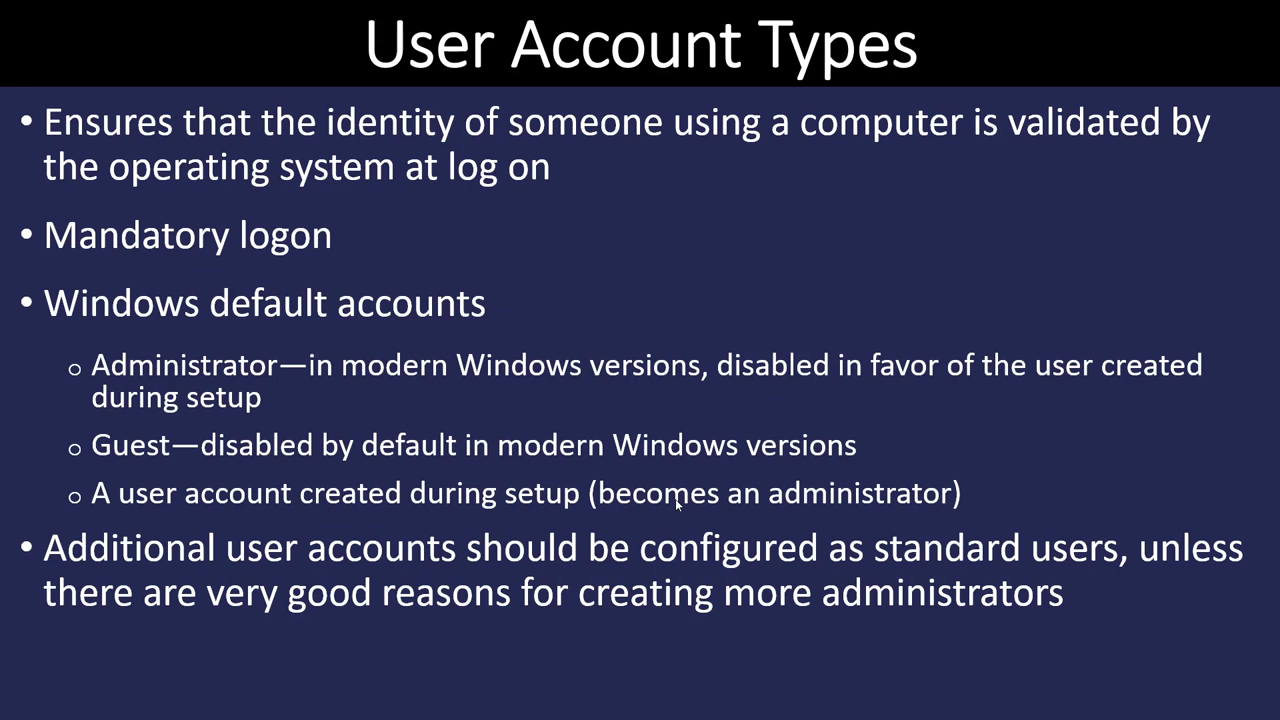 User Account Types
• Ensures that the identity of someone using a computer is validated by
the operating system at log on
• Mandatory logon
• Windows default accounts
o Administrator—in modern Windows versions, disabled in favor of the user created
during setup
o Guest—disabled by default in modern Windows versions
o A user account created during setup (becomes an administrator)
• Additional user accounts should be configured as standard users, unless
there are very good reasons for creating more administrators